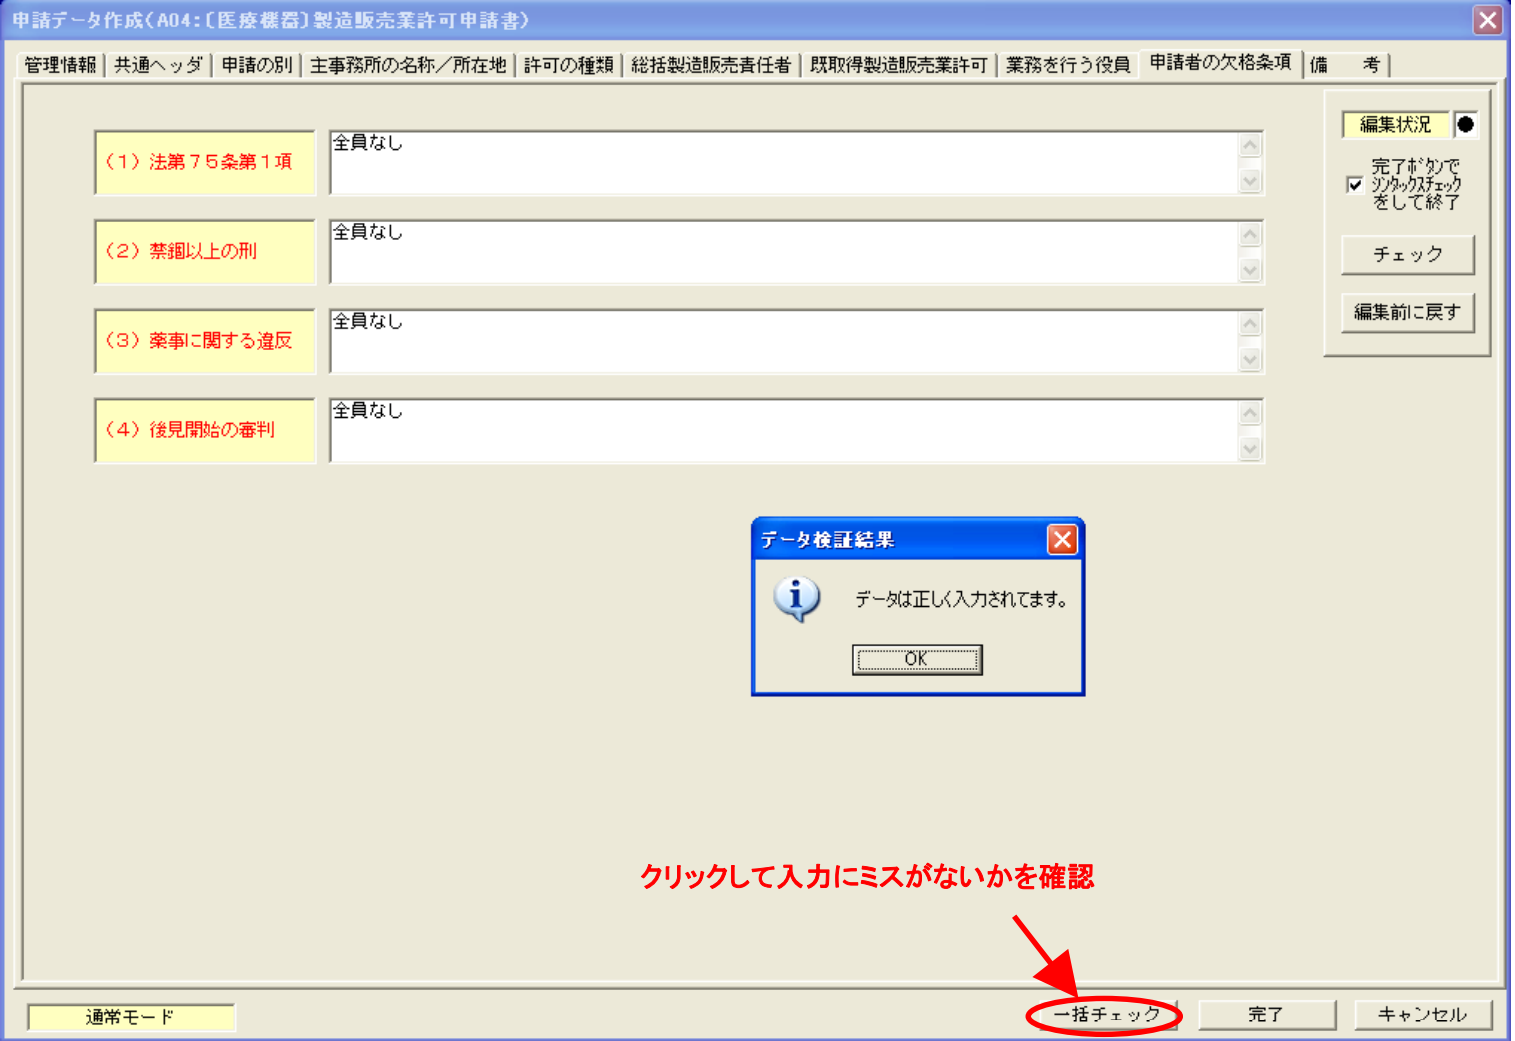 申請データ作成(A04:〔医療機器〕製造販売業許可申請書)
管理情報 共通ヘッダ 申請の別 主事務所の名称／所在地 許可の種類 総括製造販売責任者 既取得製造販売業許可 業務を行う役員 申請者の欠格条項 備　考
(1)法第75条第1項
全員なし
(2)禁錮以上の刑
全員なし
(3)薬事に関する違反
全員なし
(4)後見開始の審判
全員なし
編集状況
完了ボタンで
シンタックスチェック
をして終了
チェック
編集前に戻す
データ検証結果
データは正しく入力されてます。
OK
クリックして入力にミスがないかを確認
通常モード
一括チェック
完了
キャンセル